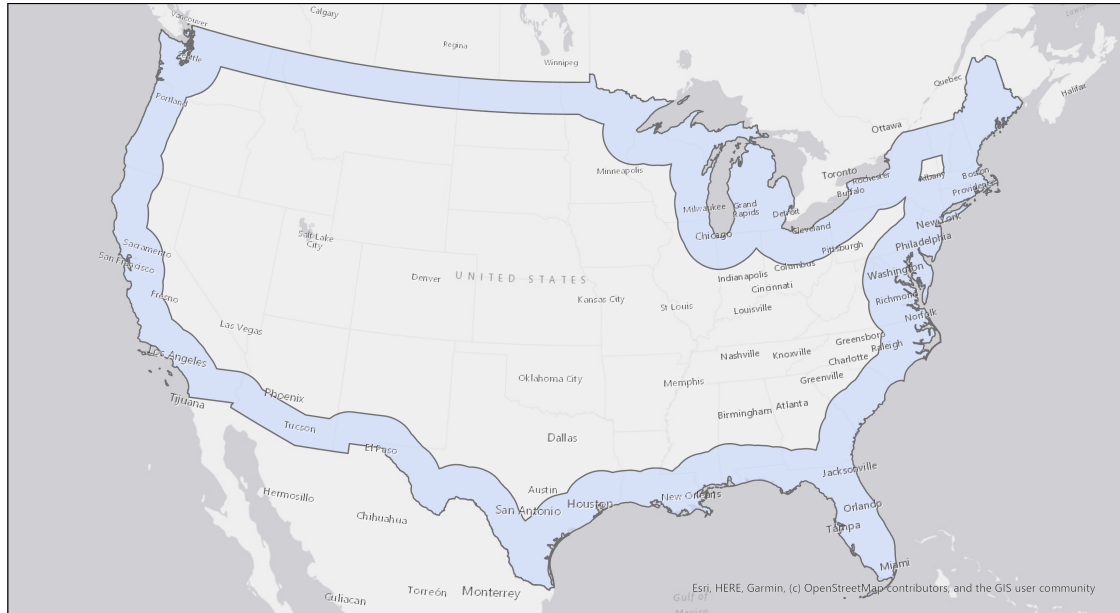 Vancouver
Calgary
Regina
Winnipeg
Seattle
Quebec
Halifax
Portland
Ottawa
Minneapolis
Toronto
Rochester
Albany
Boston
Buffalo
Providence
Milwaukee
Grand
Rapids
Detroit
Cleveland
New York
Chicago
Pittsburgh
Philadelphia
Salt Lake
City
Sacramento
San Francisco
Denver
UNITED STATES
Indianapolis
Columbus
Washington
Cincinnati
Kansas City
St Louis
Louisville
Richmond
Fresno
Norfolk
Las Vegas
Greensboro
Raleigh
Los Angeles
Nashville
Knoxville
Charlotte
Oklahoma City
Memphis
Greenville
Phoenix
Tijuana
Birmingham
Atlanta
Tucson
Dallas
El Paso
Jacksonville
Hermosillo
Austin
New Orleans
San Antonio
Houston
Orlando
Chihuahua
Tampa
Miami
Torreón
Monterrey
Culiacan
Esri, HERE, Garmin, (c) OpenStreetMap contributors, and the GIS user community
Gulf of
Mexico